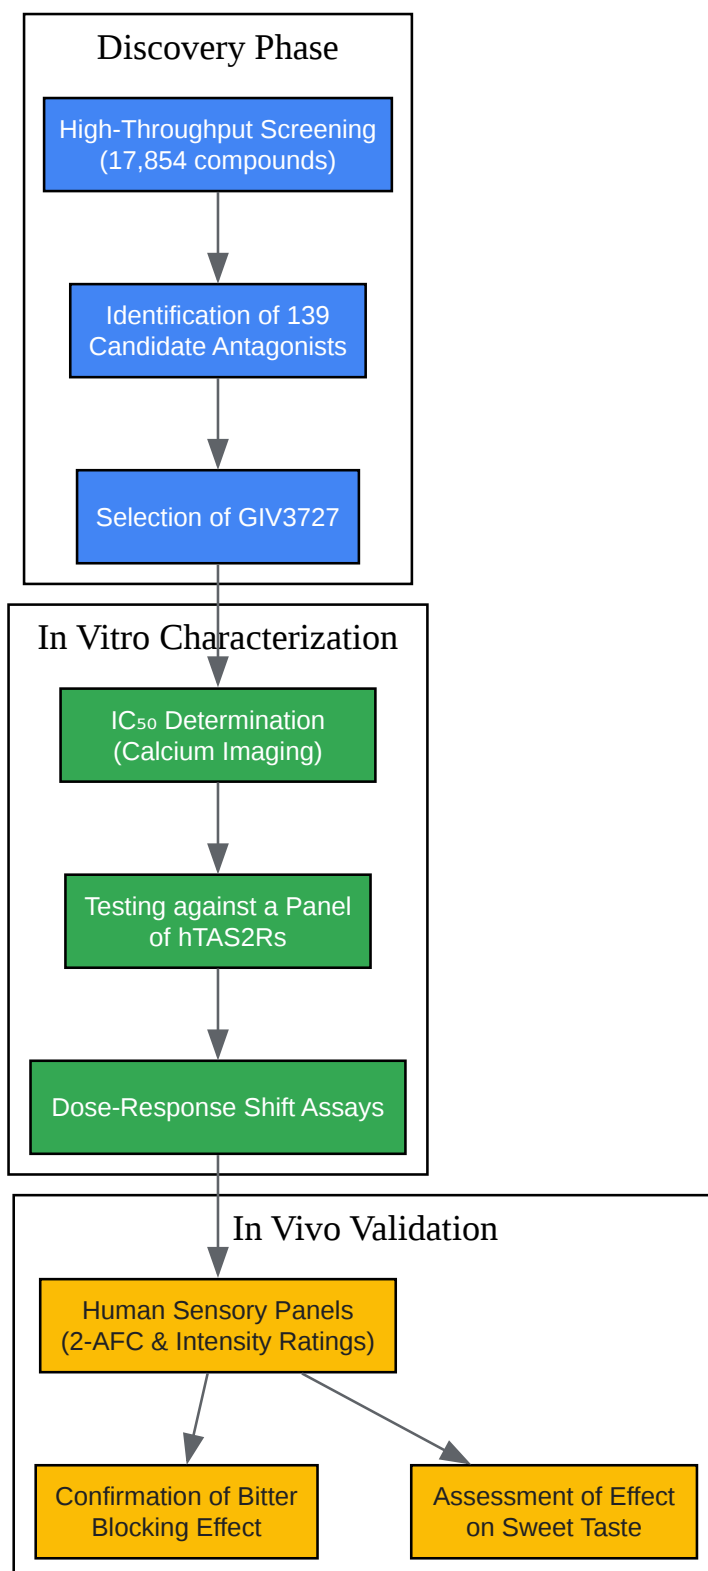 Discovery Phase
High-Throughput Screening
(17,854 compounds)
Identification of 139
Candidate Antagonists
Selection of GIV3727
In Vitro Characterization
IC₅₀ Determination
(Calcium Imaging)
Testing against a Panel
of hTAS2Rs
Dose-Response Shift Assays
In Vivo Validation
Human Sensory Panels
(2-AFC & Intensity Ratings)
Confirmation of Bitter
Blocking Effect
Assessment of Effect
on Sweet Taste